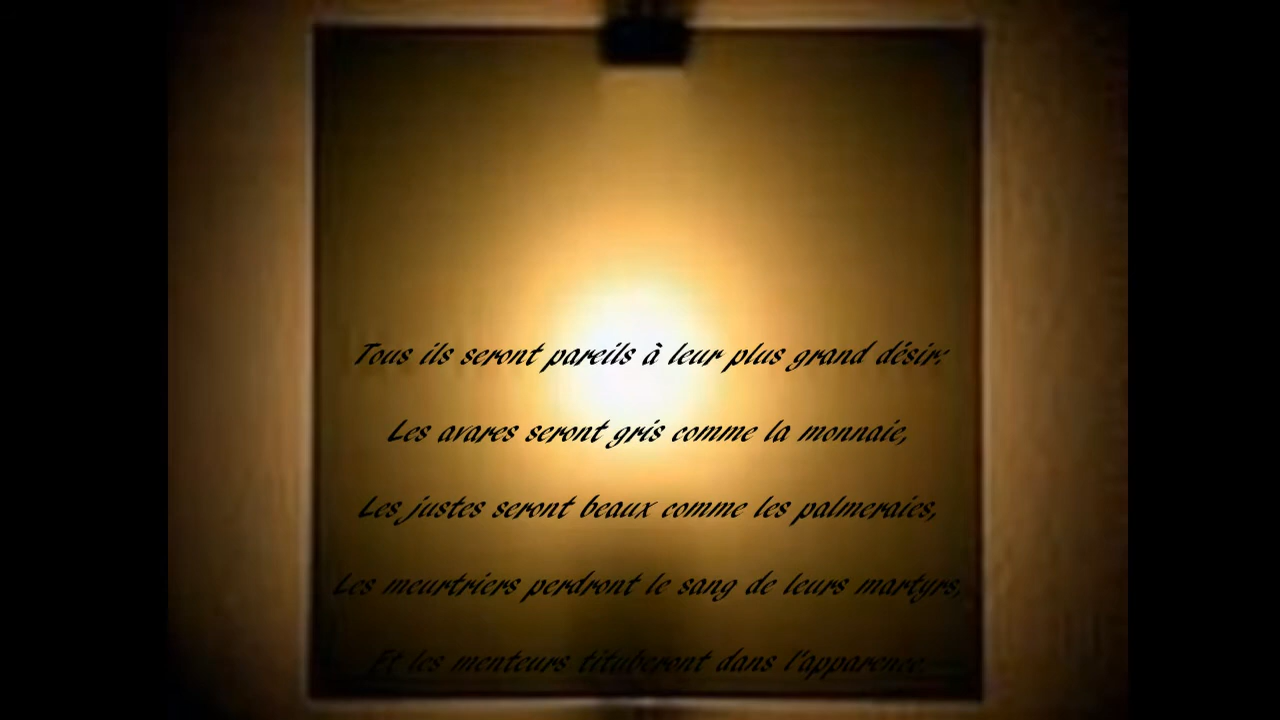 Tous ils seront pareils à leur plus grand désir:
Les avares seront gris comme la monnaie,
Les justes seront beaux comme les palmeraies,
Les meurtriers perdront le sang de leurs martyrs,
Et les menteurs tituberont dans l'apparence